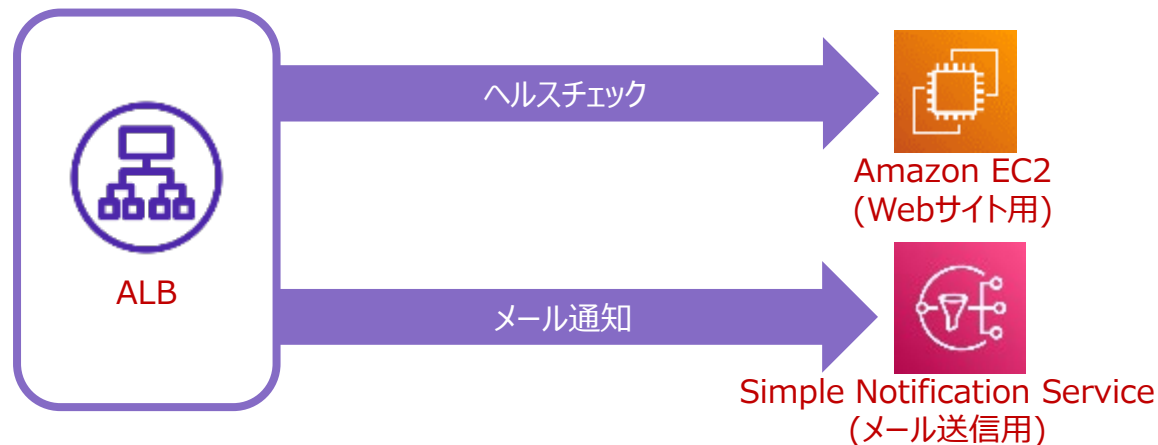 ヘルスチェック
Amazon EC2
(Webサイト用)
ALB
メール通知
Simple Notification Service
(メール送信用)